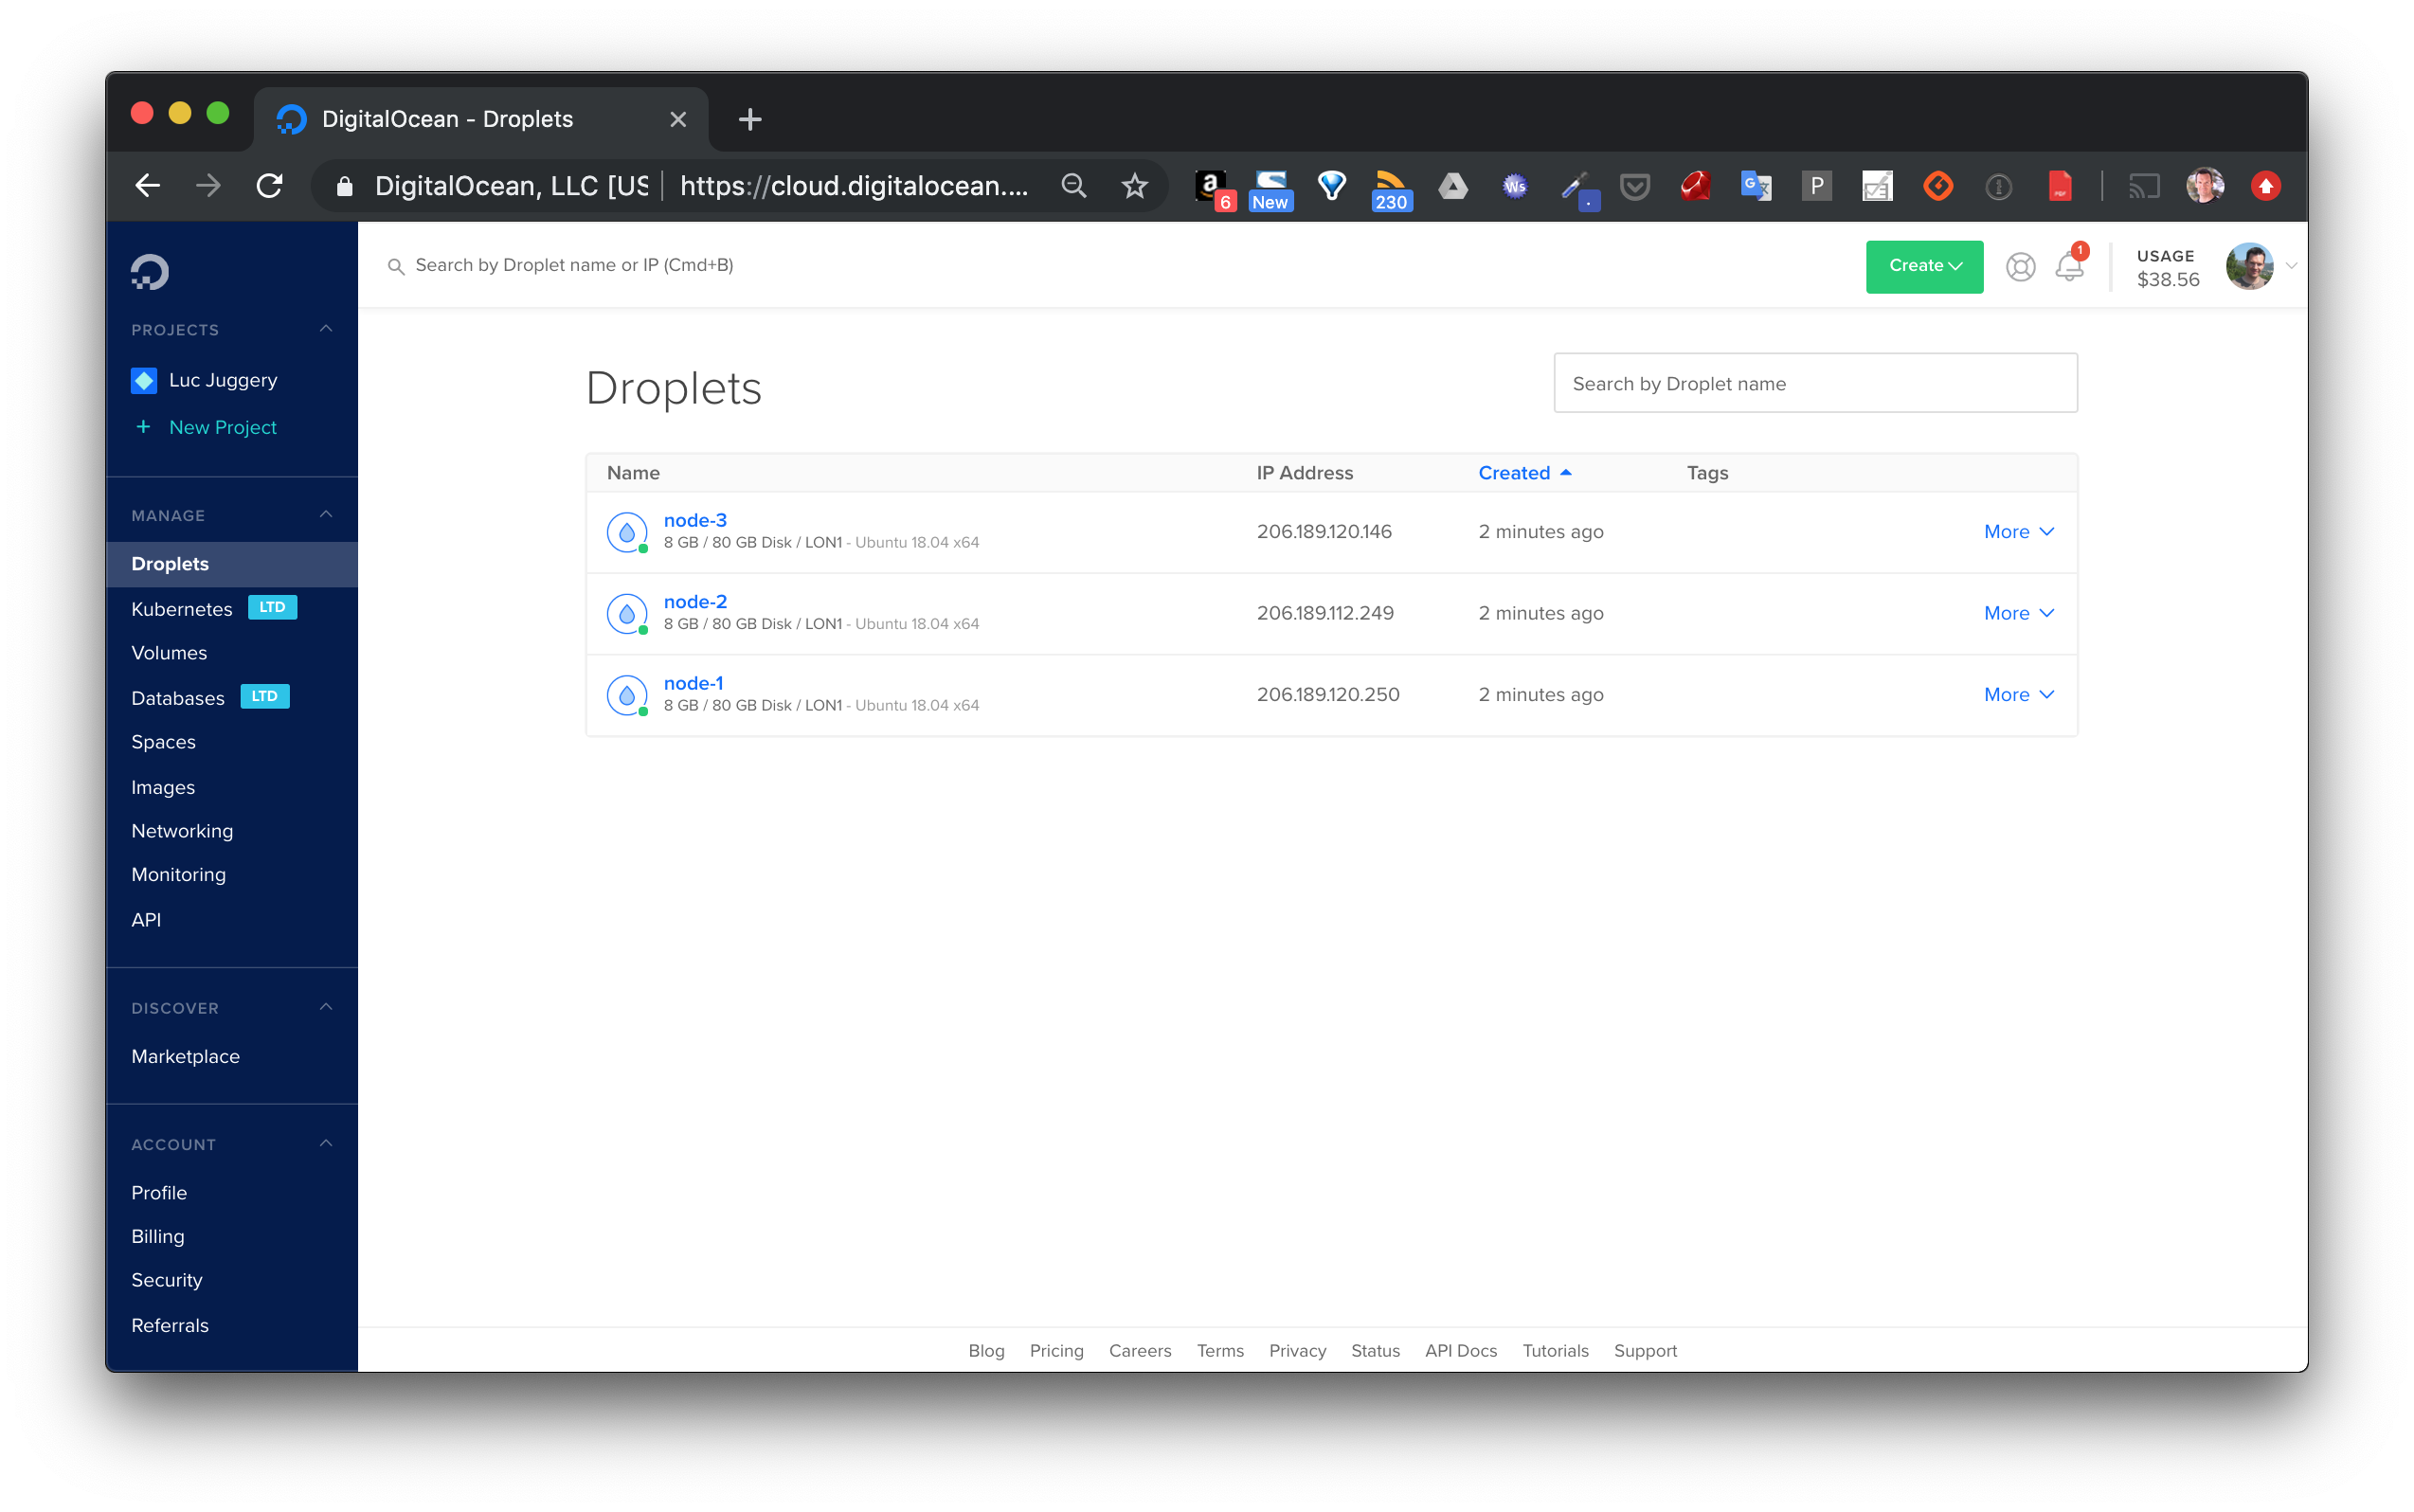 DigitalOcean - Droplets
DigitalOcean, LLC [US
https://cloud.digitalocean....
a
6
New
230
Ws
.
G
P
Search by Droplet name or IP (Cmd+B)
Create
1
USAGE
$38.56
PROJECTS
Luc Juggery
+ New Project
MANAGE
Droplets
Kubernetes LTD
Volumes
Databases LTD
Spaces
Images
Networking
Monitoring
API
DISCOVER
Marketplace
ACCOUNT
Profile
Billing
Security
Referrals
Droplets
Search by Droplet name
Name IP Address Created Tags
node-3
8 GB / 80 GB Disk / LON1 - Ubuntu 18.04 x64
206.189.120.146 2 minutes ago More
node-2
8 GB / 80 GB Disk / LON1 - Ubuntu 18.04 x64
206.189.112.249 2 minutes ago More
node-1
8 GB / 80 GB Disk / LON1 - Ubuntu 18.04 x64
206.189.120.250 2 minutes ago More
Blog Pricing Careers Terms Privacy Status API Docs Tutorials Support